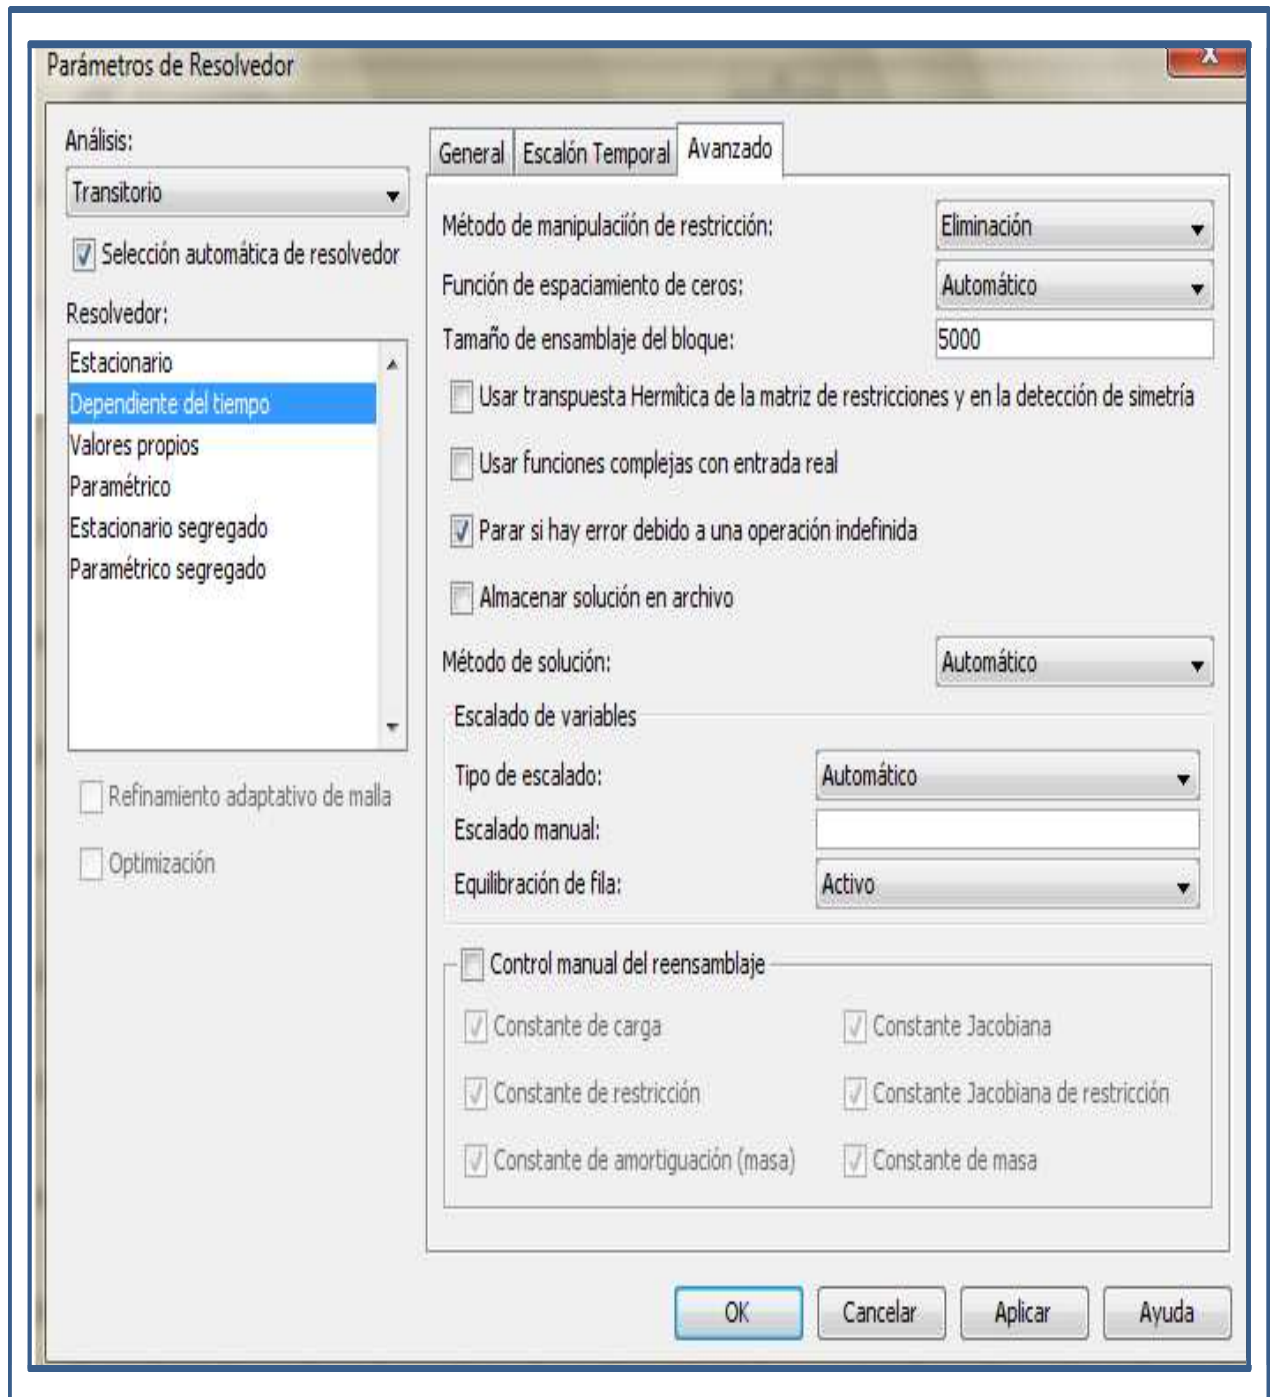 Parámetros de Resolvedor
X
Análisis:
Transitorio
Selección automática de resolvedor
Resolvedor:
Estacionario
Dependiente del tiempo
Valores propios
Paramétrico
Estacionario segregado
Paramétrico segregado
Refinamiento adaptativo de malla
Optimización
General
Escalón Temporal
Avanzado
Método de manipulaciíón de restricción:
Eliminación
Función de espaciamiento de ceros:
Automático
Tamaño de ensamblaje del bloque:
5000
Usar transpuesta Hermítica de la matriz de restricciones y en la detección de simetría
Usar funciones complejas con entrada real
Parar si hay error debido a una operación indefinida
Almacenar solución en archivo
Método de solución:
Automático
Escalado de variables
Tipo de escalado:
Automático
Escalado manual:
Equilibración de fila:
Activo
Control manual del reensamblaje
Constante de carga
Constante Jacobiana
Constante de restricción
Constante Jacobiana de restricción
Constante de amortiguación (masa)
Constante de masa
OK
Cancelar
Aplicar
Ayuda